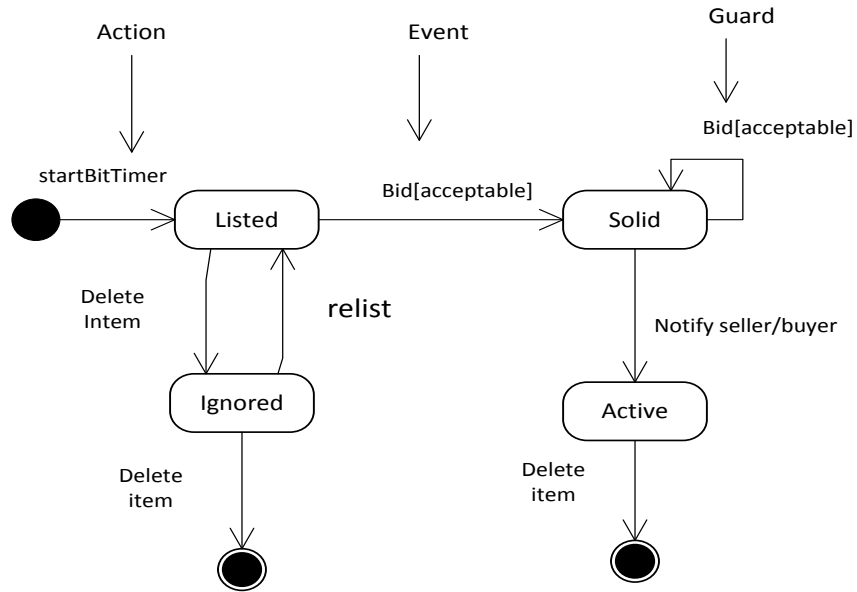 Action
Event
Guard
startBitTimer
Bid[acceptable]
Bid[acceptable]
Listed
Solid
Delete
Intem
relist
Notify seller/buyer
Ignored
Active
Delete
item
Delete
item